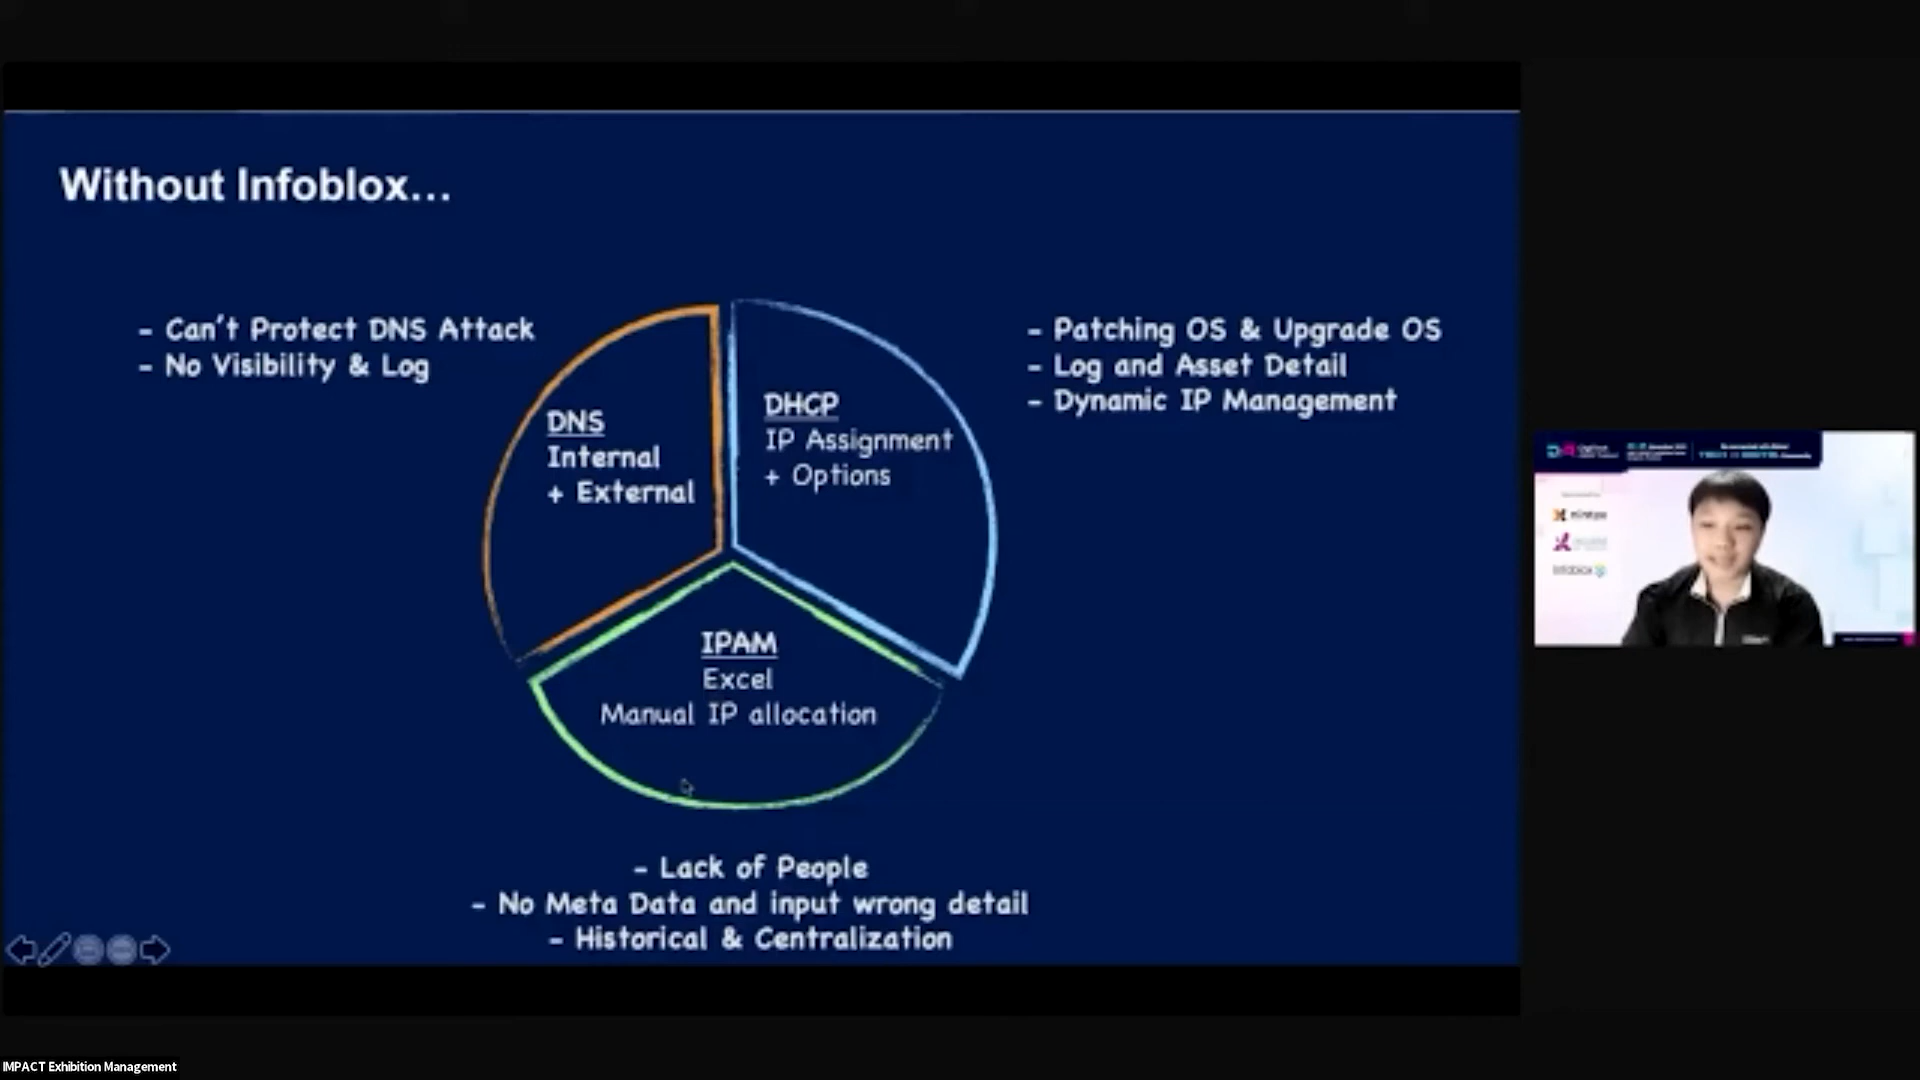 Without Infoblox...
- Can't Protect DNS Attack
- No Visibility & Log
DNS
Internal
+ External
DHCP
IP Assignment
+ Options
- Patching OS & Upgrade OS
- Log and Asset Detail
- Dynamic IP Management
IPAM
Excel
Manual IP allocation
- Lack of People
- No Meta Data and input wrong detail
- Historical & Centralization
nintex
infoblox
IMPACT Exhibition Management